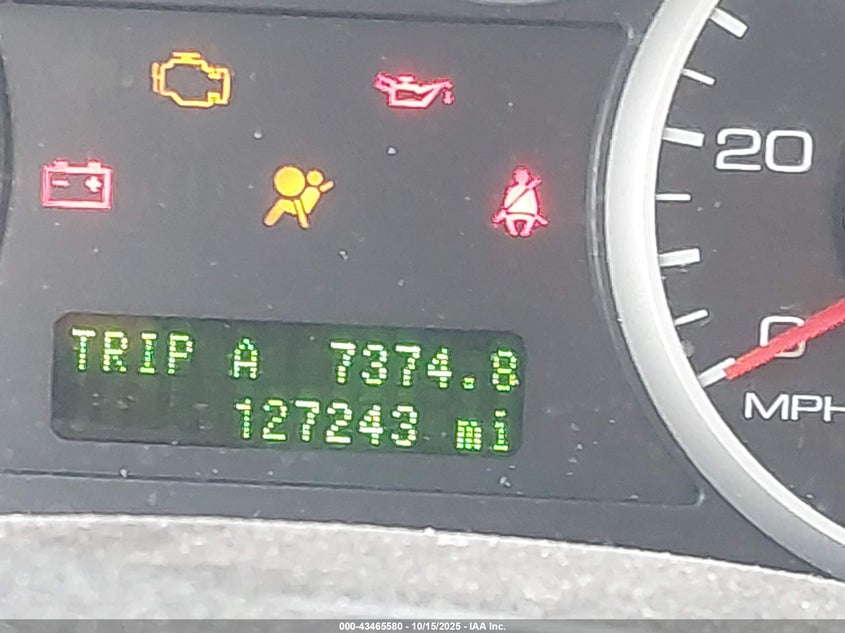 20
0
MPH
TRIP A 7374.8
127243 mi
000-43465580 - 10/15/2025 - IAA Inc.